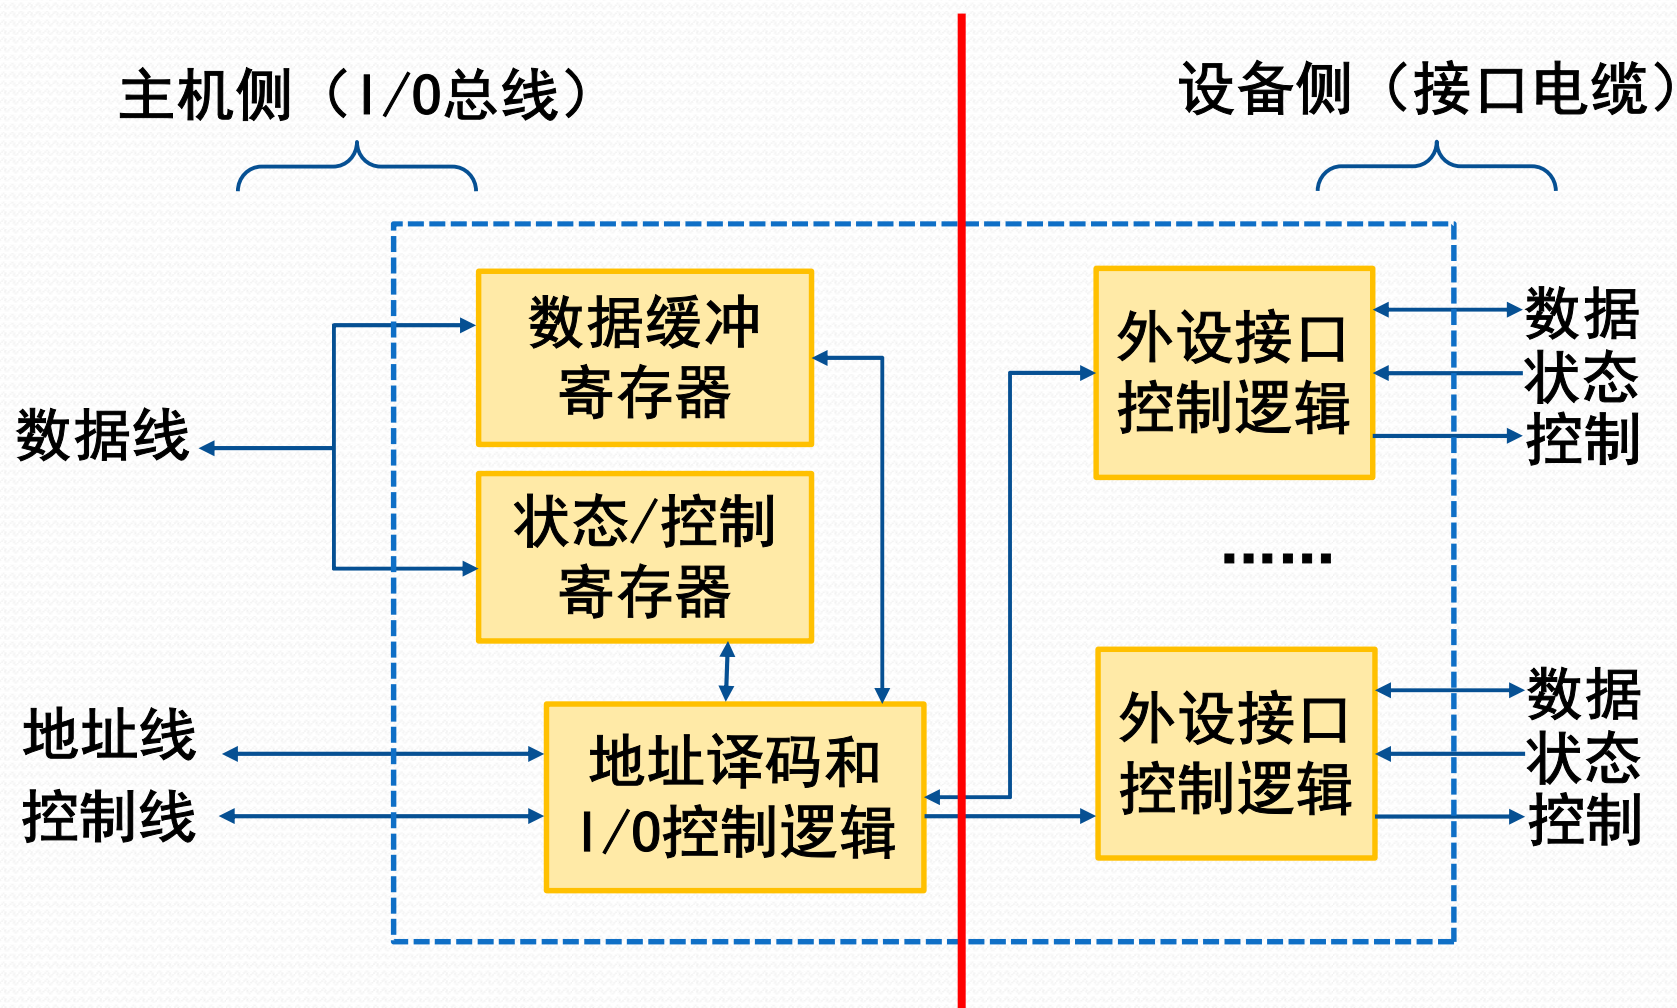 主机侧（I/O总线）
设备侧（接口电缆）
数据缓冲
寄存器
状态/控制
寄存器
数据线
地址线
控制线
地址译码和
I/O控制逻辑
外设接口
控制逻辑
数据
状态
控制
……
外设接口
控制逻辑
数据
状态
控制